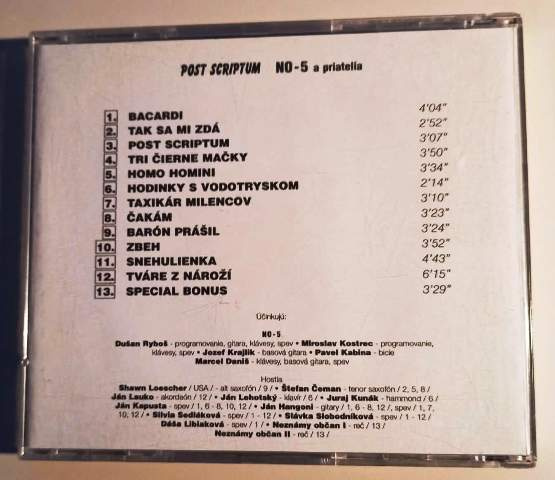 POST SCRIPTUM NO-5 a priatelia
1. BACARDI 4'04"
2. TAK SA MI ZDÁ 2'52"
3. POST SCRIPTUM 3'07"
4. TRI ČIERNE MAČKY 3'50"
5. HOMO HOMINI 3'34"
6. HODINKY S VODOTRYSKOM 2'14"
7. TAXIKÁR MILENCOV 3'10"
8. ČAKÁM 3'23"
9. BARÓN PRÁŠIL 3'24"
10. ZBEH 3'52"
11. SNEHULIENKA 4'43"
12. TVÁRE Z NÁROŽÍ 6'15"
13. SPECIAL BONUS 3'29"
Účinkujú:
NO-5
Dušan Ryboš - programovanie, gitara, klávesy, spev • Miroslav Kostrec - programovanie,
klávesy, spev • Jozef Krajlik - basová gitara • Pavel Kabina - bicie
Marcel Daniš - klávesy, basová gitara, spev
Hostia
Shawn Loescher / USA / - alt saxofón / 9 / • Štefan Čeman - tenor saxofón / 2, 5, 8 /
Ján Lauko - akordeón / 12 / • Ján Lehotský - klavír / 6 / • Juraj Kunák - hammond / 6 /
Ján Kapusta - spev / 1, 6 - 8, 10, 12 / • Ján Hangoni - gitary / 1, 6 - 8, 12 /, spev / 1, 7,
10, 12 / • Silvia Sedláková - spev / 1 - 12 / • Slávka Slobodníková - spev / 1 - 12 /
Dáša Libiaková - spev / 1 / • Neznámy občan I - reč / 13 /
Neznámy občan II - reč / 13 /